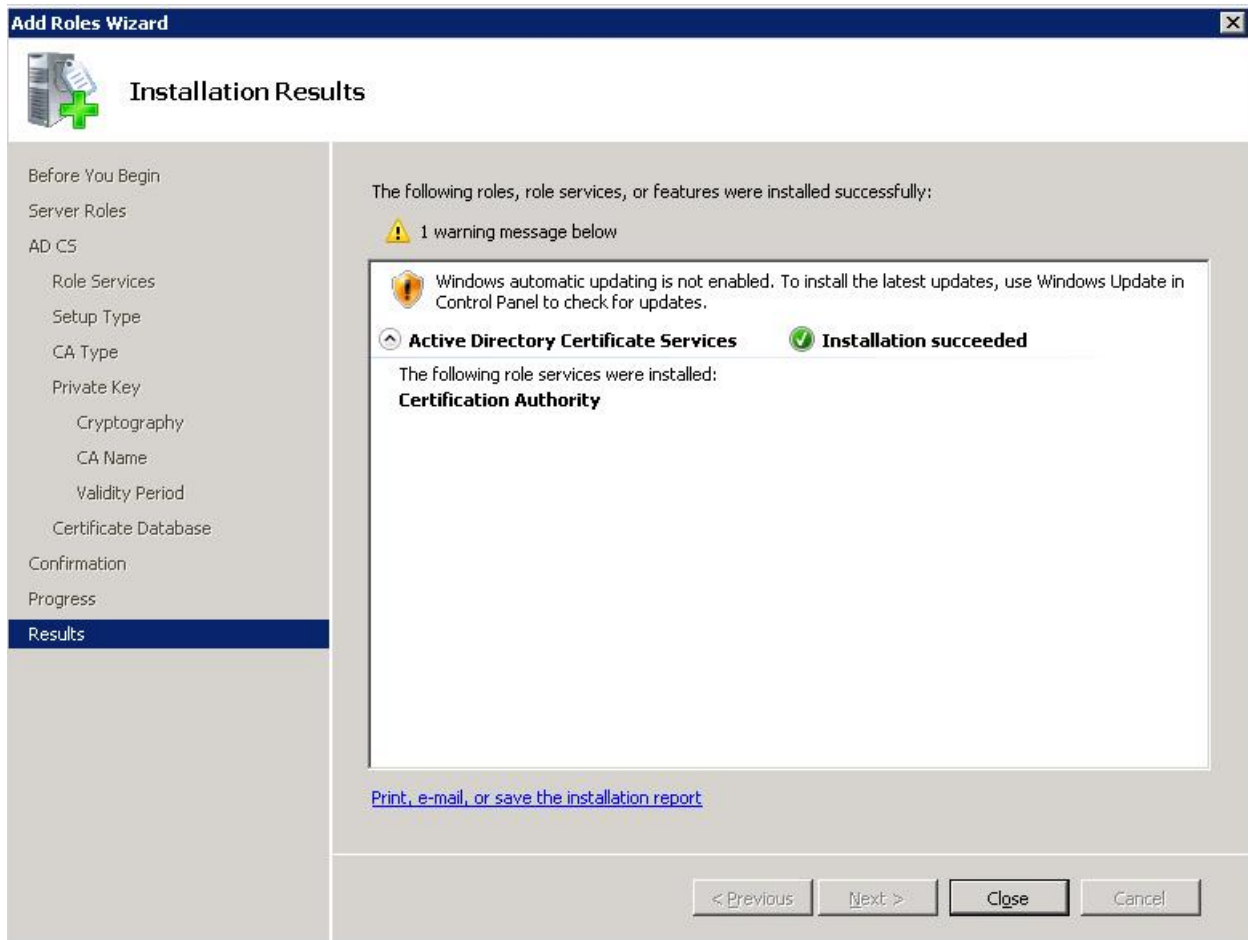 Add Roles Wizard
Installation Results
Before You Begin
Server Roles
AD CS
Role Services
Setup Type
CA Type
Private Key
Cryptography
CA Name
Validity Period
Certificate Database
Confirmation
Progress
Results
The following roles, role services, or features were installed successfully:
1 warning message below
Windows automatic updating is not enabled. To install the latest updates, use Windows Update in
Control Panel to check for updates.
Active Directory Certificate Services Installation succeeded
The following role services were installed:
Certification Authority
Print, e-mail, or save the installation report
< Previous Next > Close Cancel